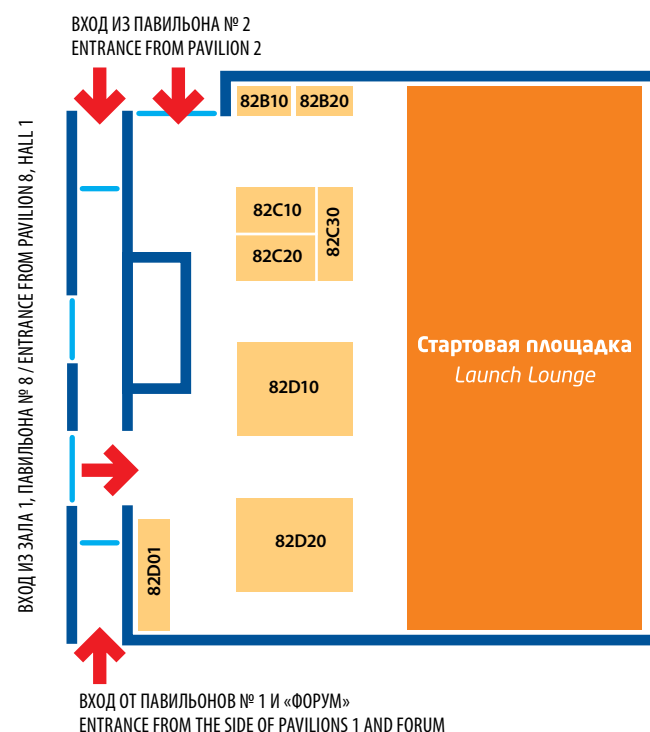 ВХОД ИЗ ПАВИЛЬОНА № 2
ENTRANCE FROM PAVILION 2
ВХОД ИЗ ЗАЛА 1, ПАВИЛЬОНА № 8 / ENTRANCE FROM PAVILION 8, HALL 1
82B10
82B20
82C10
82C20
82C30
Стартовая площадка
Launch Lounge
82D10
82D20
82D01
ВХОД ОТ ПАВИЛЬОНОВ № 1 И «ФОРУМ»
ENTRANCE FROM THE SIDE OF PAVILIONS 1 AND FORUM